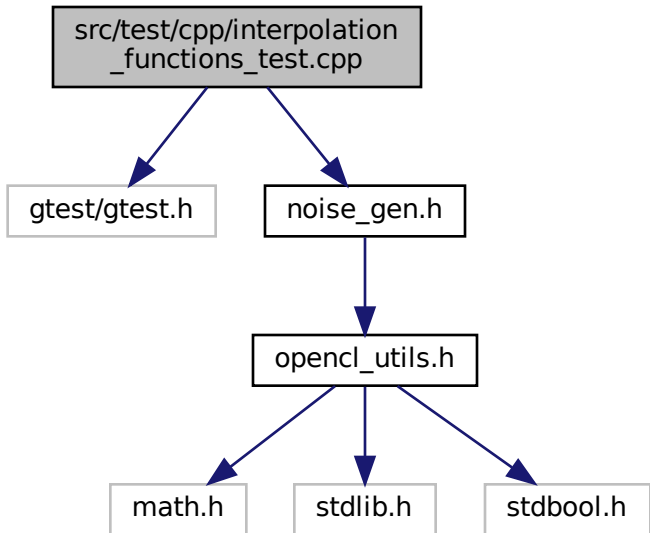 src/test/cpp/interpolation
_functions_test.cpp
gtest/gtest.h
noise_gen.h
opencl_utils.h
math.h
stdlib.h
stdbool.h